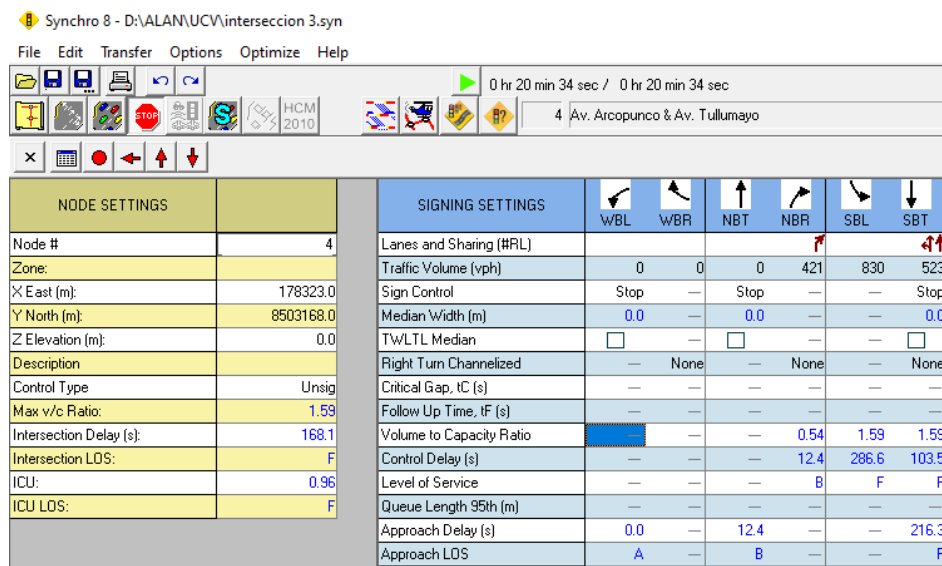 Synchro 8 - D:\ALAN\UCV\interseccion 3.syn
File Edit Transfer Options Optimize Help
0 hr 20 min 34 sec / 0 hr 20 min 34 sec
STOP HCM 2010 4 Av. Arcopunco & Av. Tullumayo
NODE SETTINGS
Node # 4
Zone:
X East (m): 178323.0
Y North (m): 8503168.0
Z Elevation (m): 0.0
Description
Control Type Unsig
Max v/c Ratio: 1.59
Intersection Delay (s): 168.1
Intersection LOS: F
ICU: 0.96
ICU LOS: F
SIGNING SETTINGS WBL WBR NBT NBR SBL SBT
Lanes and Sharing (#RL)
Traffic Volume (vph) 0 0 0 421 830 523
Sign Control Stop — Stop — — Stop
Median Width (m) 0.0 — 0.0 — — 0.0
TWLTL Median — — —
Right Turn Channelized — None — None — None
Critical Gap, tC (s) — — — — — —
Follow Up Time, tF (s) — — — — — —
Volume to Capacity Ratio — — — 0.54 1.59 1.59
Control Delay (s) — — — 12.4 286.6 103.5
Level of Service — — — B F F
Queue Length 95th (m) — — — — — —
Approach Delay (s) 0.0 — 12.4 — — 216.3
Approach LOS A — B — — F